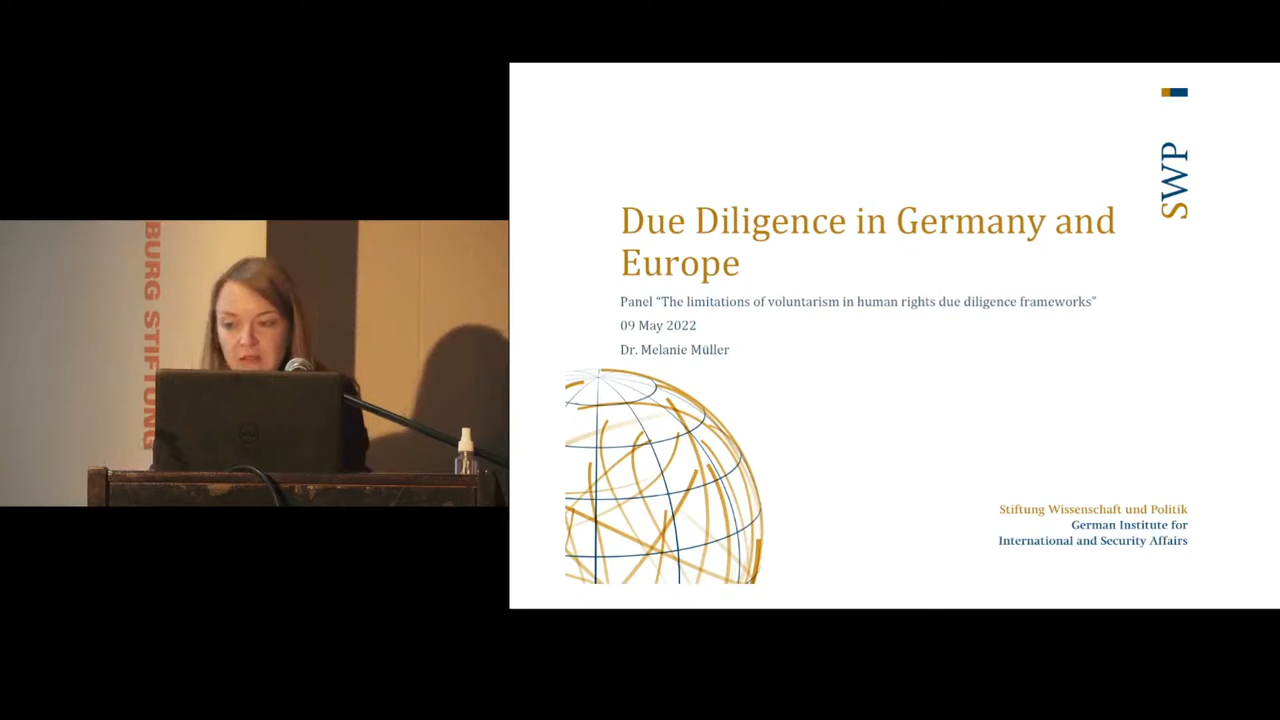 BURG STIFTUNG
DELL
SWP
Due Diligence in Germany and
Europe
Panel “The limitations of voluntarism in human rights due diligence frameworks”
09 May 2022
Dr. Melanie Müller
Stiftung Wissenschaft und Politik
German Institute for
International and Security Affairs